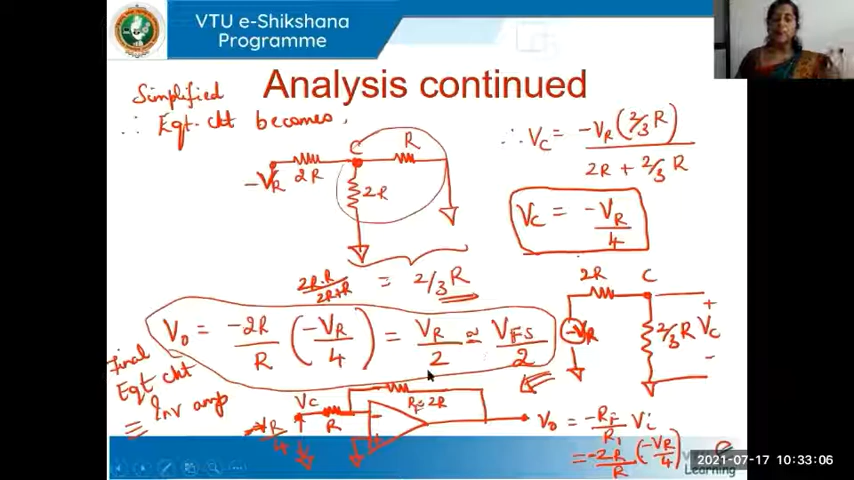 VTU e-Shikshana
Programme
Analysis continued
Simplified
∴ Eqt. ckt becomes,
-VR 2R C R
2R
2R.R/2R+R = 2/3 R
∴ VC = -VR(2/3 R)/2R + 2/3 R
VC = -VR/4
2R C
-VR 2/3 R + VC -
V0 = -2R/R (-VR/4) = VR/2 ≃ VFS/2
Final
Eqt ckt
= Inv amp
-VR/4 VC R RF=2R - + V0 = -RF/R1 Vi
= -2R/R (-VR/4)
2021-07-17 10:33:06
e
Learning